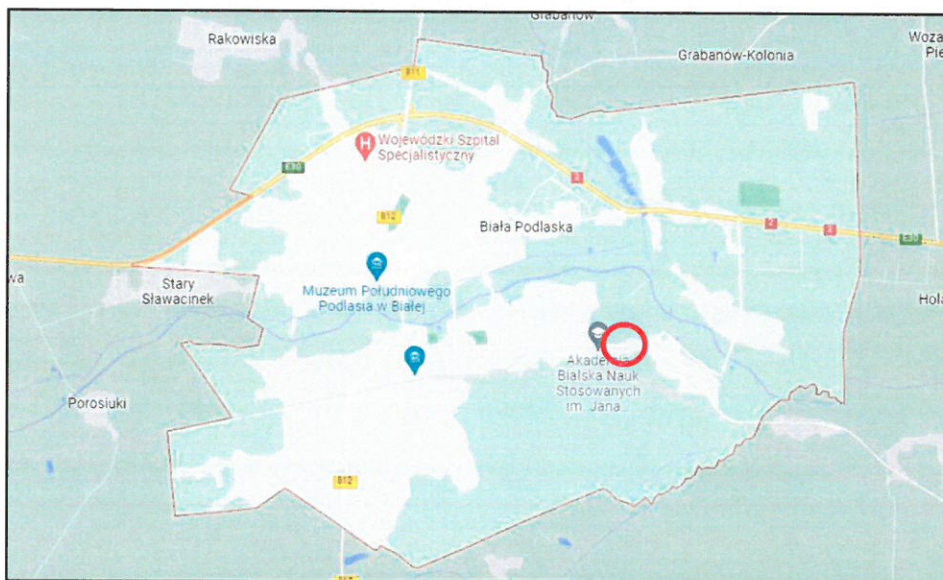 Grabanów
Rakowiska
Grabanów-Kolonia
Woza
Pie
811
Wojewódzki Szpital
Specjalistyczny
E30
2
812
Biała Podlaska
2
2
E30
wa
Stary
Sławacinek
Muzeum Południowego
Podlasia w Białej
Hola
Akademia
Bialska Nauk
Stosowanych
im. Jana...
Porosiuki
812